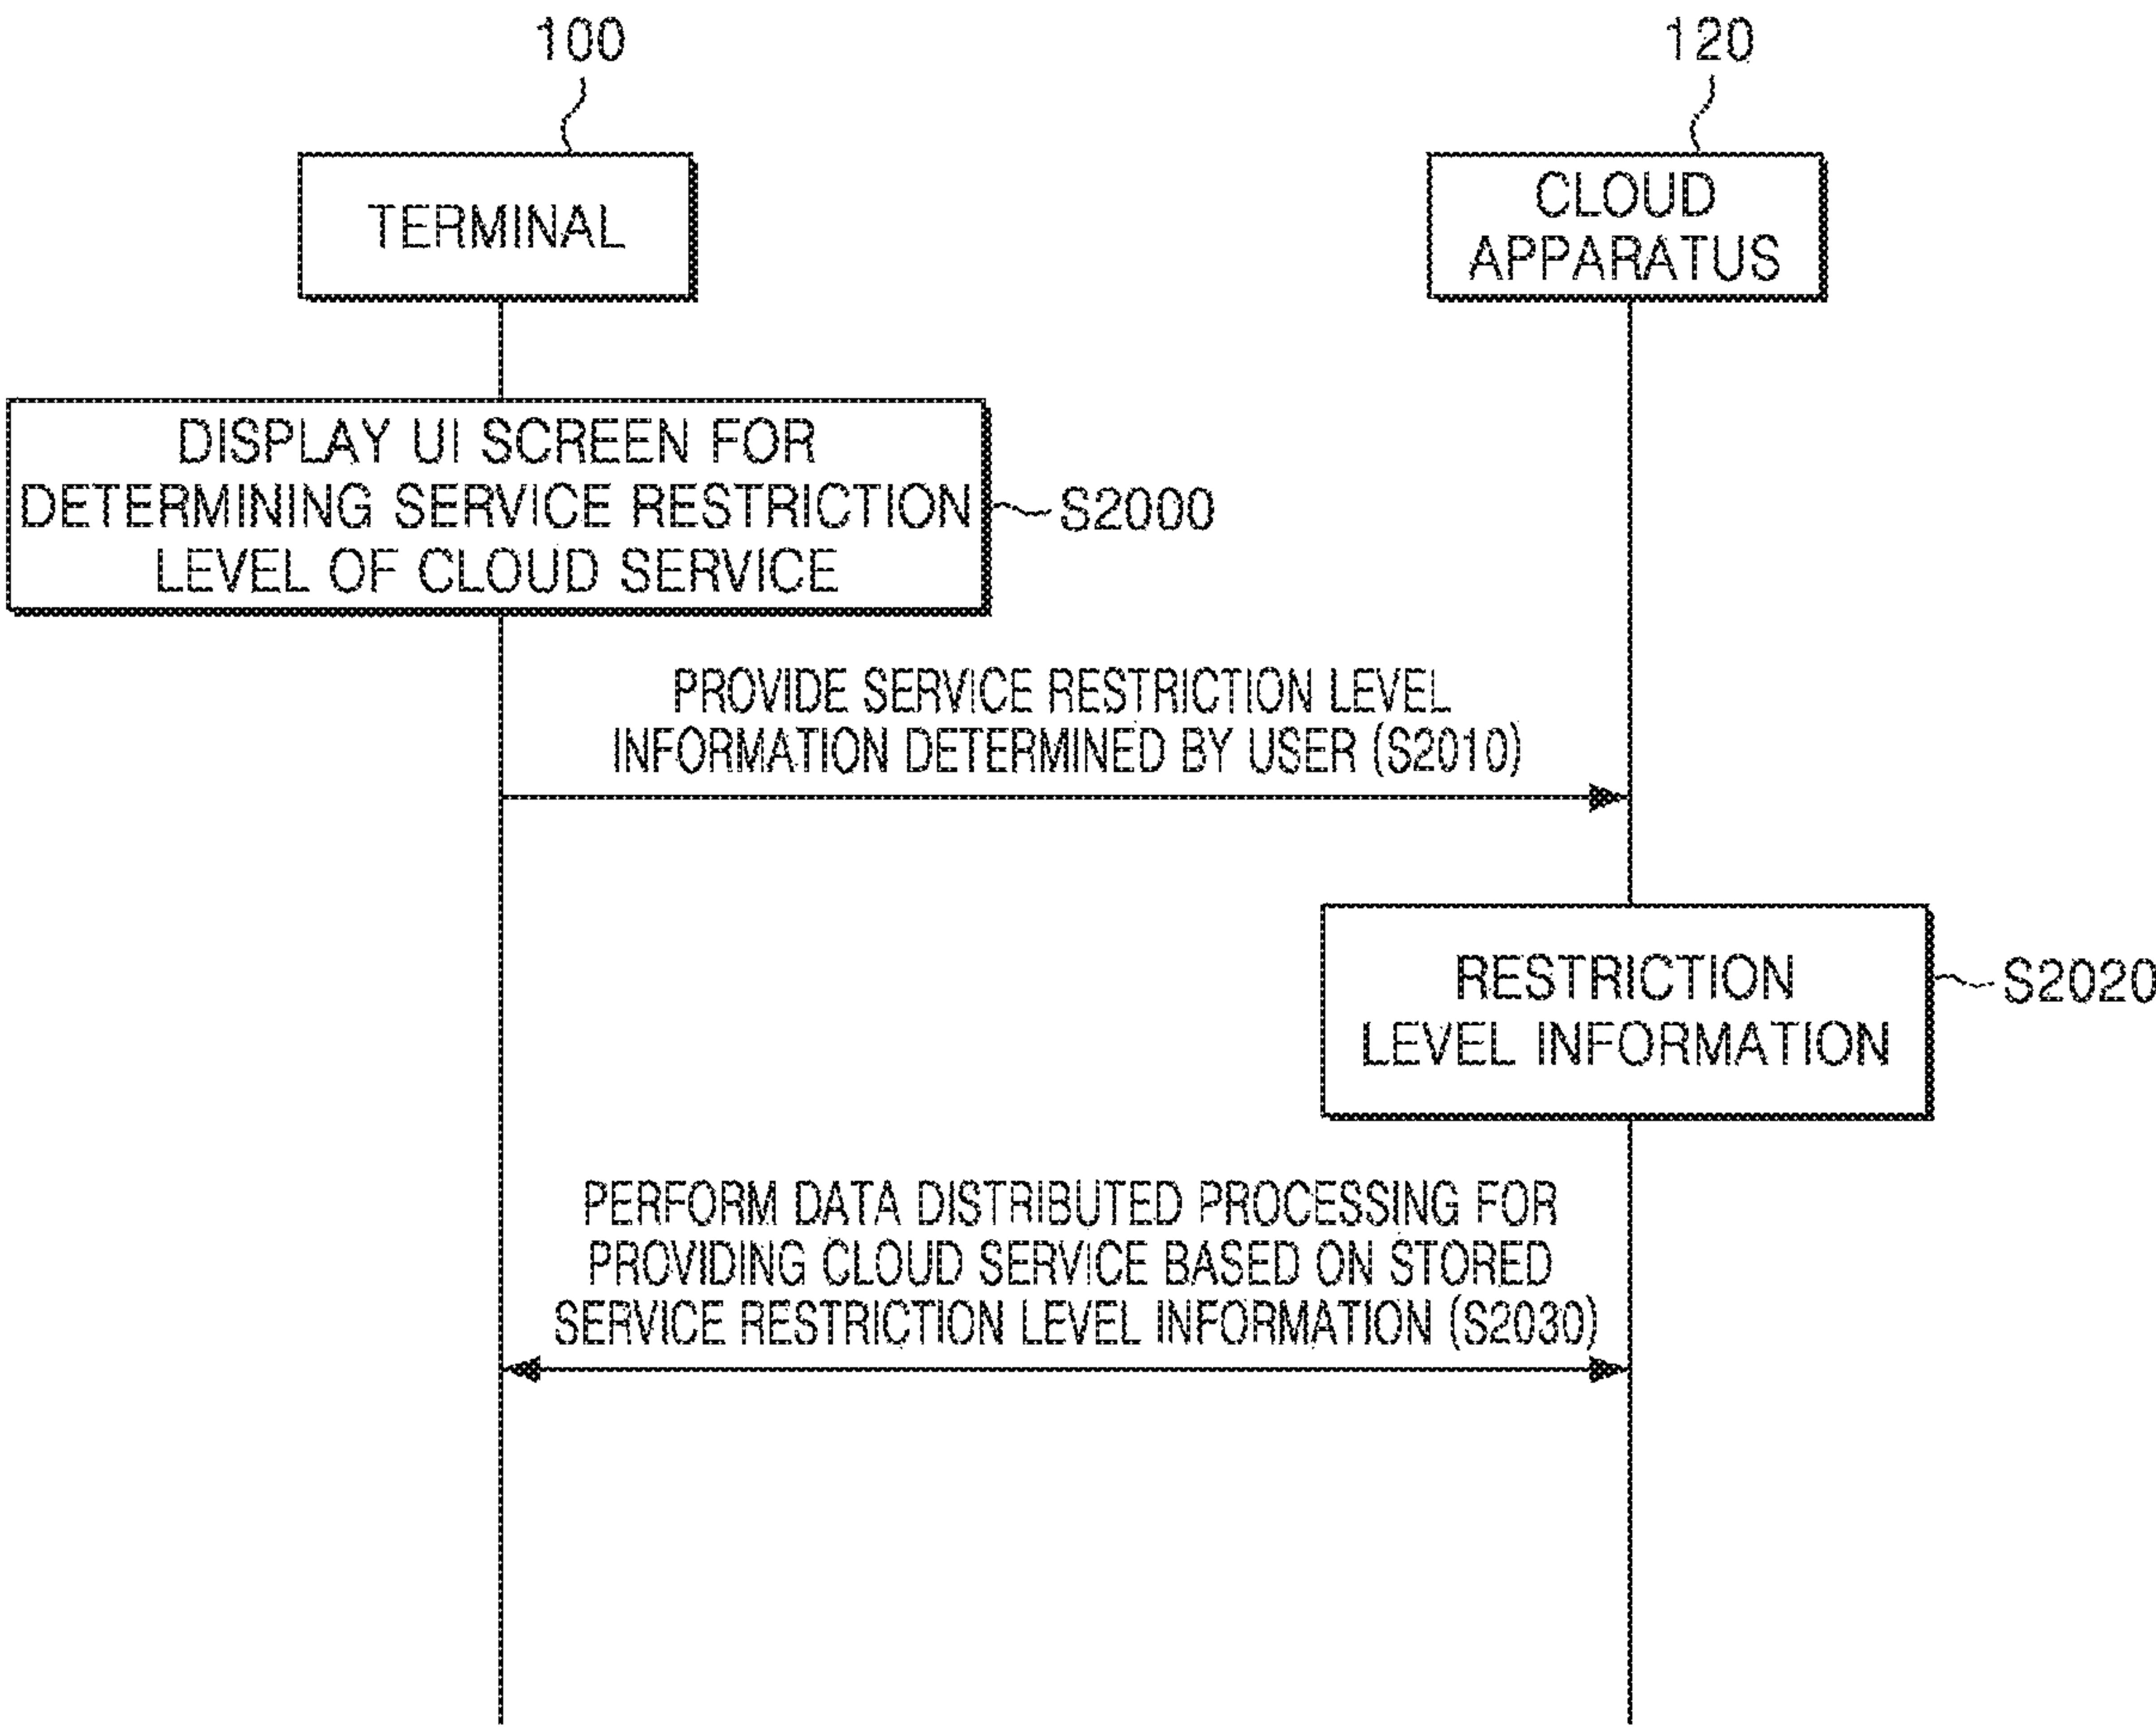 100
120
TERMINAL
CLOUD
APPARATUS
DISPLAY UI SCREEN FOR
DETERMINING SERVICE RESTRICTION
LEVEL OF CLOUD SERVICE
S2000
PROVIDE SERVICE RESTRICTION LEVEL
INFORMATION DETERMINED BY USER (S2010)
RESTRICTION
LEVEL INFORMATION
S2020
PERFORM DATA DISTRIBUTED PROCESSING FOR
PROVIDING CLOUD SERVICE BASED ON STORED
SERVICE RESTRICTION LEVEL INFORMATION (S2030)